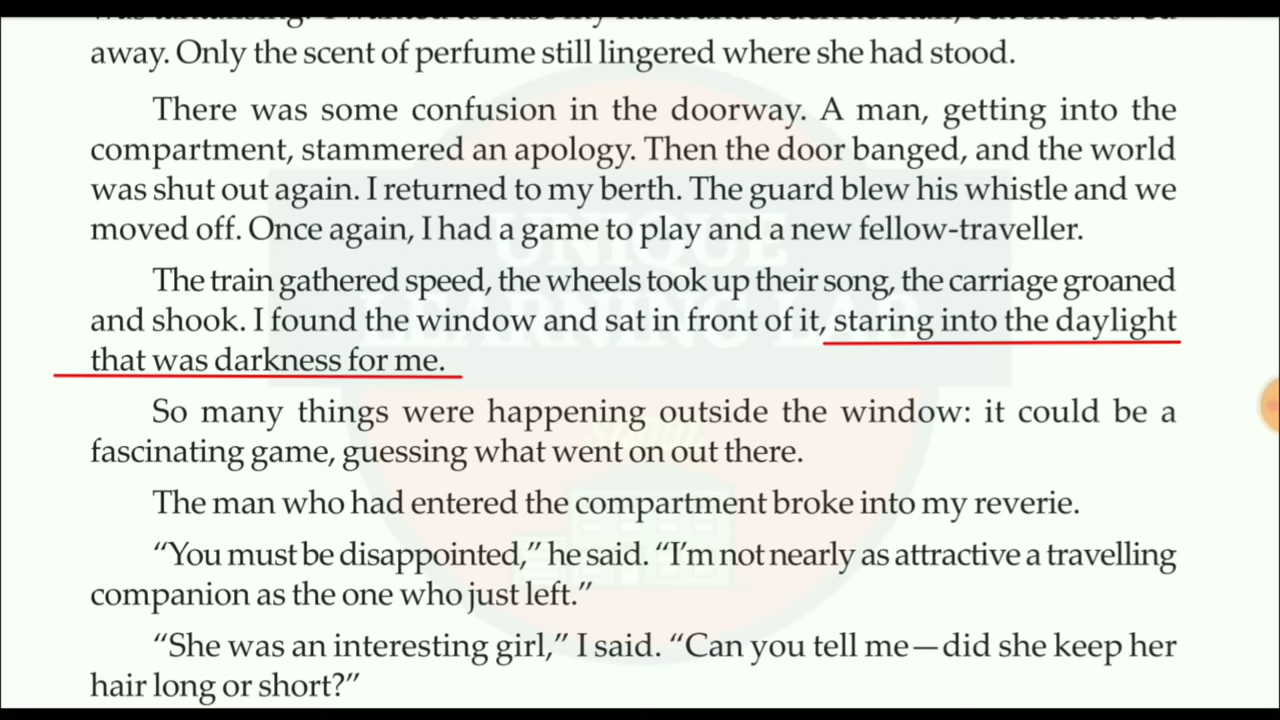 away. Only the scent of perfume still lingered where she had stood.
There was some confusion in the doorway. A man, getting into the
compartment, stammered an apology. Then the door banged, and the world
was shut out again. I returned to my berth. The guard blew his whistle and we
moved off. Once again, I had a game to play and a new fellow-traveller.
The train gathered speed, the wheels took up their song, the carriage groaned
and shook. I found the window and sat in front of it, staring into the daylight
that was darkness for me.
So many things were happening outside the window: it could be a
fascinating game, guessing what went on out there.
The man who had entered the compartment broke into my reverie.
“You must be disappointed,” he said. “I’m not nearly as attractive a travelling
companion as the one who just left.”
“She was an interesting girl,” I said. “Can you tell me—did she keep her
hair long or short?”
UNIQUE
LEARNING LAB